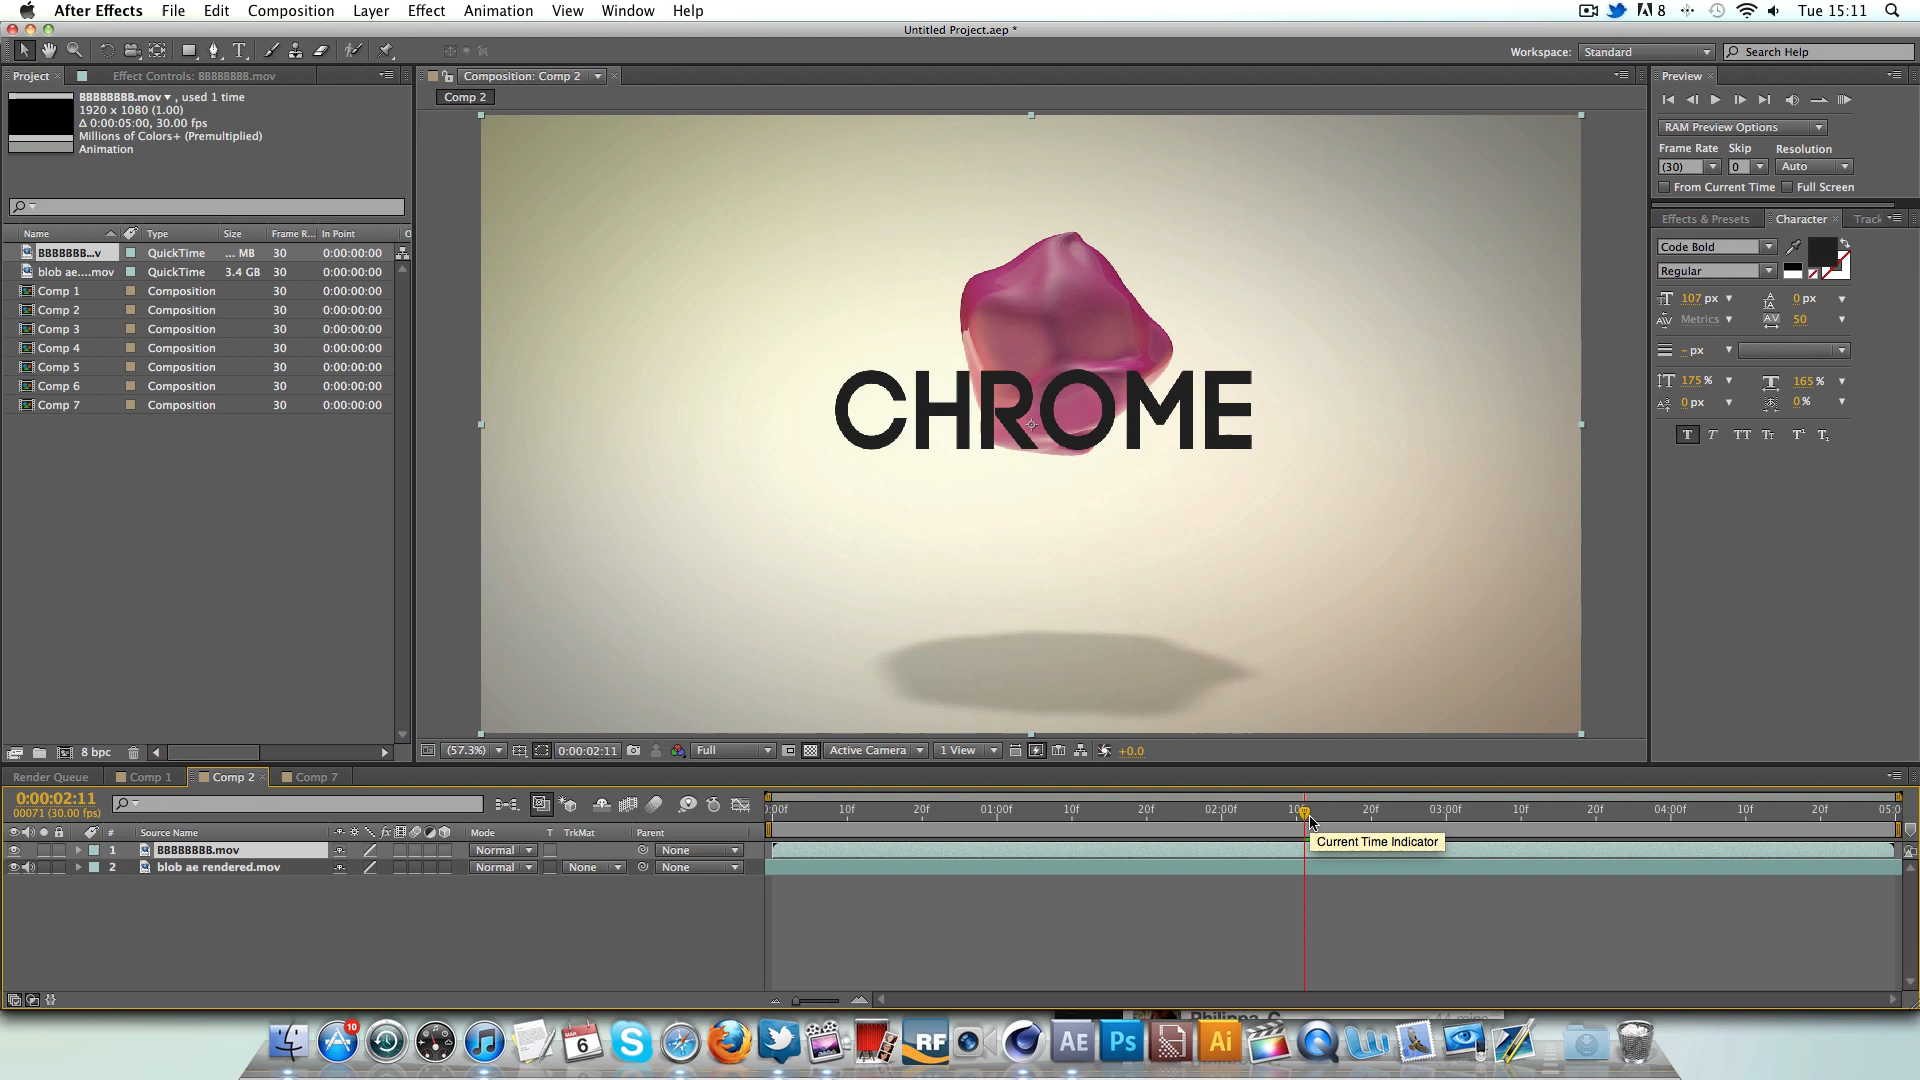 After Effects File Edit Composition Layer Effect Animation View Window Help 8 Tue 15:11
Untitled Project.aep *
T Workspace: Standard Search Help
Project Effect Controls: BBBBBBBB.mov Composition: Comp 2 Preview
BBBBBBBB.mov , used 1 time
1920 x 1080 (1.00)
Δ 0:00:05:00, 30.00 fps
Millions of Colors+ (Premultiplied)
Animation
Comp 2
RAM Preview Options
Frame Rate Skip Resolution
(30) 0 Auto
From Current Time Full Screen
Effects & Presets Character Track
Code Bold
Regular
107 px 0 px
Metrics 50
- px
175 % 165 %
0 px 0 %
T T TT Tt T¹ T₁
Name Type Size Frame R... In Point
BBBBBBB...v QuickTime ... MB 30 0:00:00:00
blob ae....mov QuickTime 3.4 GB 30 0:00:00:00
Comp 1 Composition 30 0:00:00:00
Comp 2 Composition 30 0:00:00:00
Comp 3 Composition 30 0:00:00:00
Comp 4 Composition 30 0:00:00:00
Comp 5 Composition 30 0:00:00:00
Comp 6 Composition 30 0:00:00:00
Comp 7 Composition 30 0:00:00:00
CHROME
8 bpc (57.3%) 0:00:02:11 Full Active Camera 1 View +0.0
Render Queue Comp 1 Comp 2 Comp 7
0:00:02:11
00071 (30.00 fps)
:00f 10f 20f 01:00f 10f 20f 02:00f 10f 20f 03:00f 10f 20f 04:00f 10f 20f 05:0
# Source Name fx Mode T TrkMat Parent
1 BBBBBBBB.mov Normal None
Current Time Indicator
2 blob ae rendered.mov Normal None None
Philippa C
10 MAR 6 S RF AE Ps Ai W